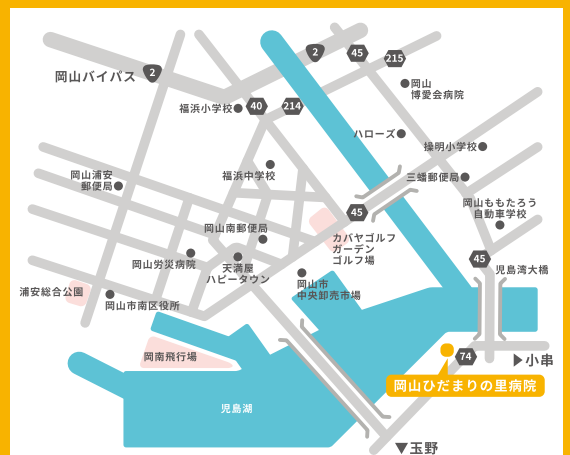 2
45
215
岡山バイパス
2
岡山
博愛会病院
福浜小学校
40
214
ハローズ
操明小学校
福浜中学校
岡山浦安
郵便局
三蟠郵便局
岡山ももたろう
自動車学校
45
岡山南郵便局
カバヤゴルフ
ガーデン
ゴルフ場
岡山労災病院
天満屋
ハピータウン
45
児島湾大橋
岡山市
中央卸売市場
浦安総合公園
岡山市南区役所
岡南飛行場
74
▶小串
岡山ひだまりの里病院
児島湖
▼玉野